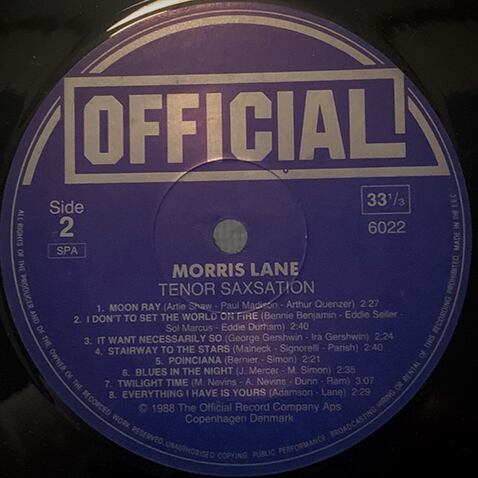 OFFICIAL
Side
2
SPA
33 1/3
6022
MORRIS LANE
TENOR SAXSATION
1. MOON RAY (Artie Shaw - Paul Madison - Arthur Quenzer) 2:27
2. I DON'T TO SET THE WORLD ON FIRE (Bennie Benjamin - Eddie Seiler -
Sol Marcus - Eddie Durham) 2:40
3. IT WANT NECESSARILY SO (George Gershwin - Ira Gershwin) 2:24
4. STAIRWAY TO THE STARS (Malneck - Signorelli - Parish) 2:40
5. POINCIANA (Bernier - Simon) 2:21
6. BLUES IN THE NIGHT (J. Mercer - M. Simon) 2:35
7. TWILIGHT TIME (M. Nevins - A. Nevins - Dunn - Ram) 3:07
8. EVERYTHING I HAVE IS YOURS (Adamson - Lane) 2:29
© 1988 The Official Record Company Aps
Copenhagen Denmark
ALL RIGHTS OF THE PRODUCER AND OF THE OWNER OF THE RECORDED WORK RESERVED. UNAUTHORISED COPYING, PUBLIC PERFORMANCE, BROADCASTING HIRING OR RENTING OF THIS RECORDING PROHIBITED. MADE IN THE E.E.C.